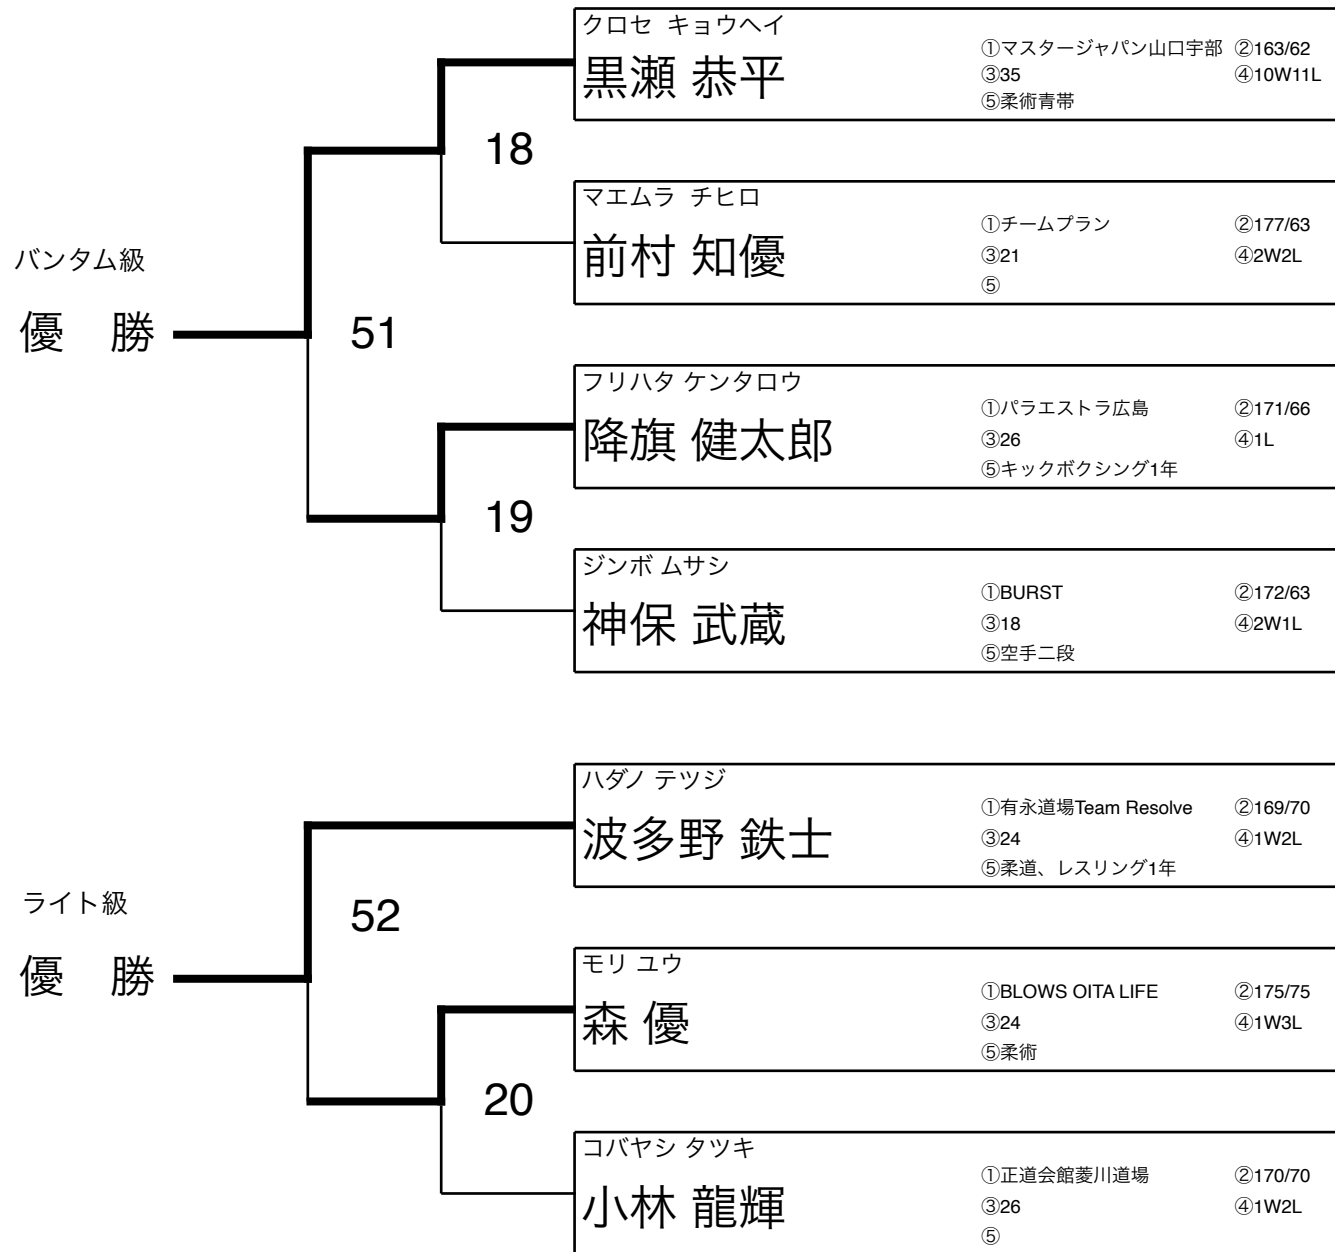 クロセ キョウヘイ
黒瀬 恭平
①マスタージャパン山口宇部 ②163/62
③35 ④10W11L
⑤柔術青帯
18
マエムラ チヒロ
前村 知優
①チームプラン ②177/63
③21 ④2W2L
⑤
バンタム級
優 勝
51
フリハタ ケンタロウ
降旗 健太郎
①パラエストラ広島 ②171/66
③26 ④1L
⑤キックボクシング1年
19
ジンボ ムサシ
神保 武蔵
①BURST ②172/63
③18 ④2W1L
⑤空手二段
ハダノ テツジ
波多野 鉄士
①有永道場Team Resolve ②169/70
③24 ④1W2L
⑤柔道、レスリング1年
ライト級
優 勝
52
モリ ユウ
森 優
①BLOWS OITA LIFE ②175/75
③24 ④1W3L
⑤柔術
20
コバヤシ タツキ
小林 龍輝
①正道会館菱川道場 ②170/70
③26 ④1W2L
⑤